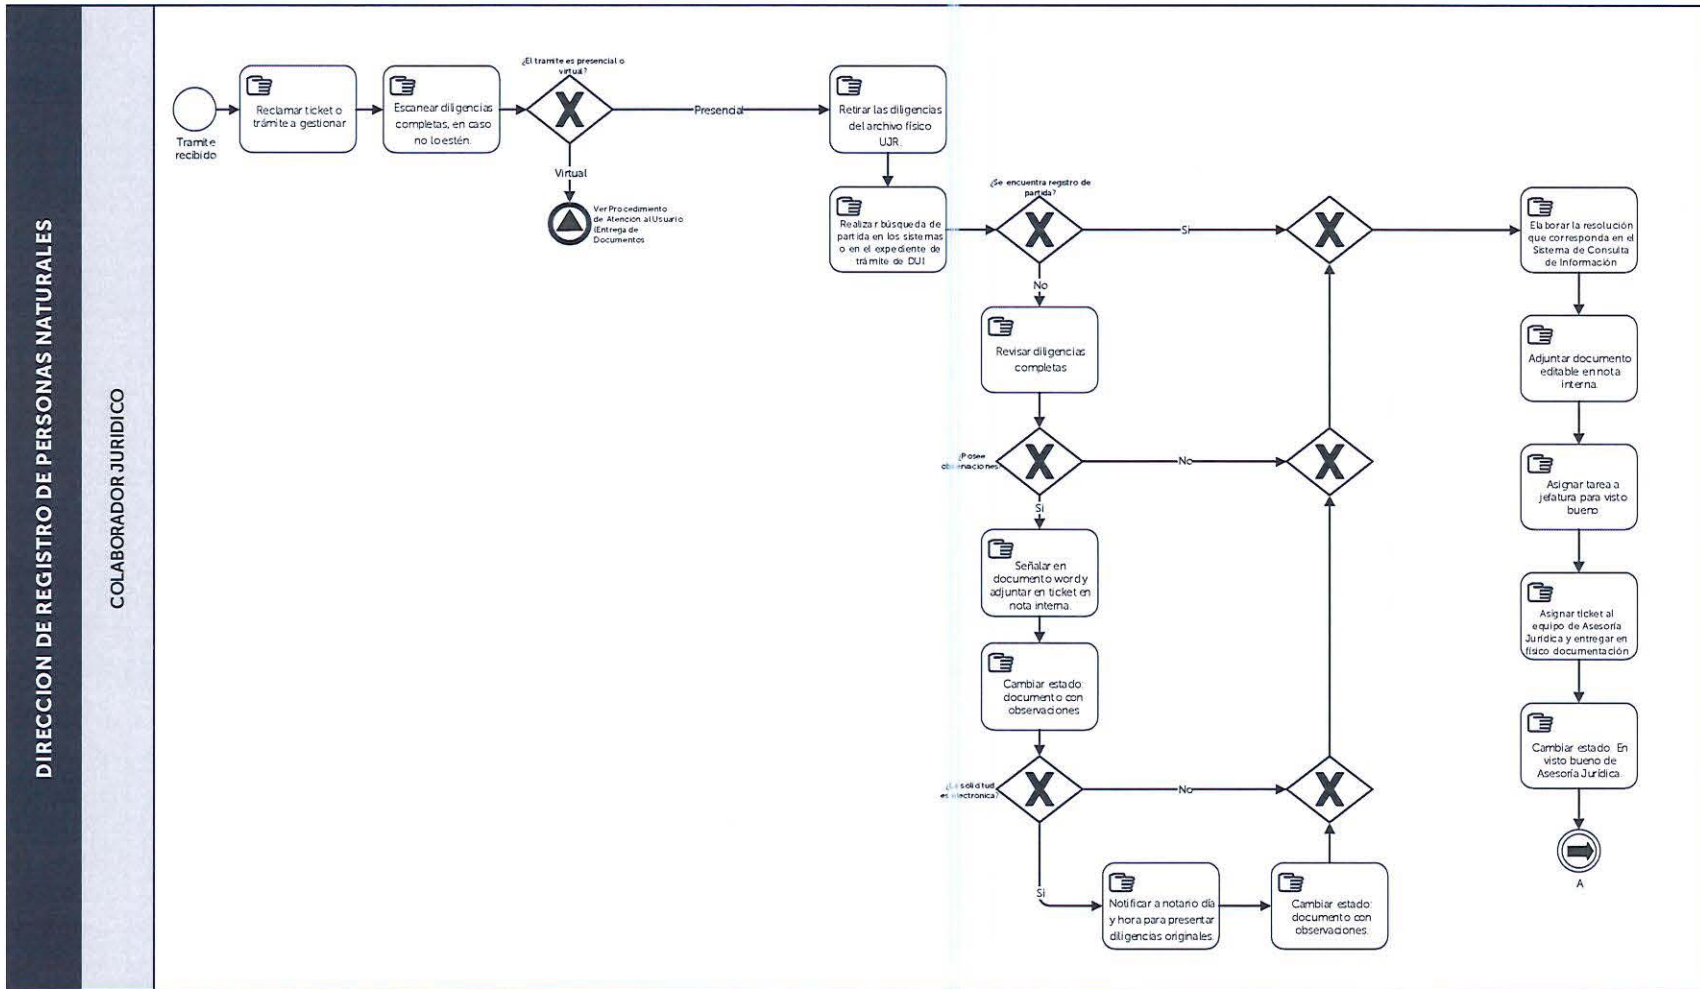 DIRECCION DE REGISTRO DE PERSONAS NATURALES
COLABORADOR JURIDICO
Tramite
recibido
Reclamar ticket o
trámite a gestionar
Escanear diligencias
completas, en caso
no lo estén.
¿El tramite es presencial o
virtual?
Presencial
Virtual
Ver Procedimiento
de Atención al Usuario
(Entrega de
Documentos
Retirar las diligencias
del archivo físico
UJR.
Realizar búsqueda de
partida en los sistemas
o en el expediente de
trámite de DUI
¿Se encuentra registro de
partida?
Si
No
Revisar diligencias
completas
¿Posee
observaciones?
No
Si
Señalar en
documento word y
adjuntar en ticket en
nota interna.
Cambiar estado:
documento con
observaciones
¿La solicitud
es electrónica?
No
Si
Notificar a notario día
y hora para presentar
diligencias originales.
Cambiar estado:
documento con
observaciones.
Elaborar la resolución
que corresponda en el
Sistema de Consulta
de Información
Adjuntar documento
editable en nota
interna.
Asignar tarea a
jefatura para visto
bueno
Asignar ticket al
equipo de Asesoría
Jurídica y entregar en
físico documentación
Cambiar estado: En
visto bueno de
Asesoría Jurídica.
A